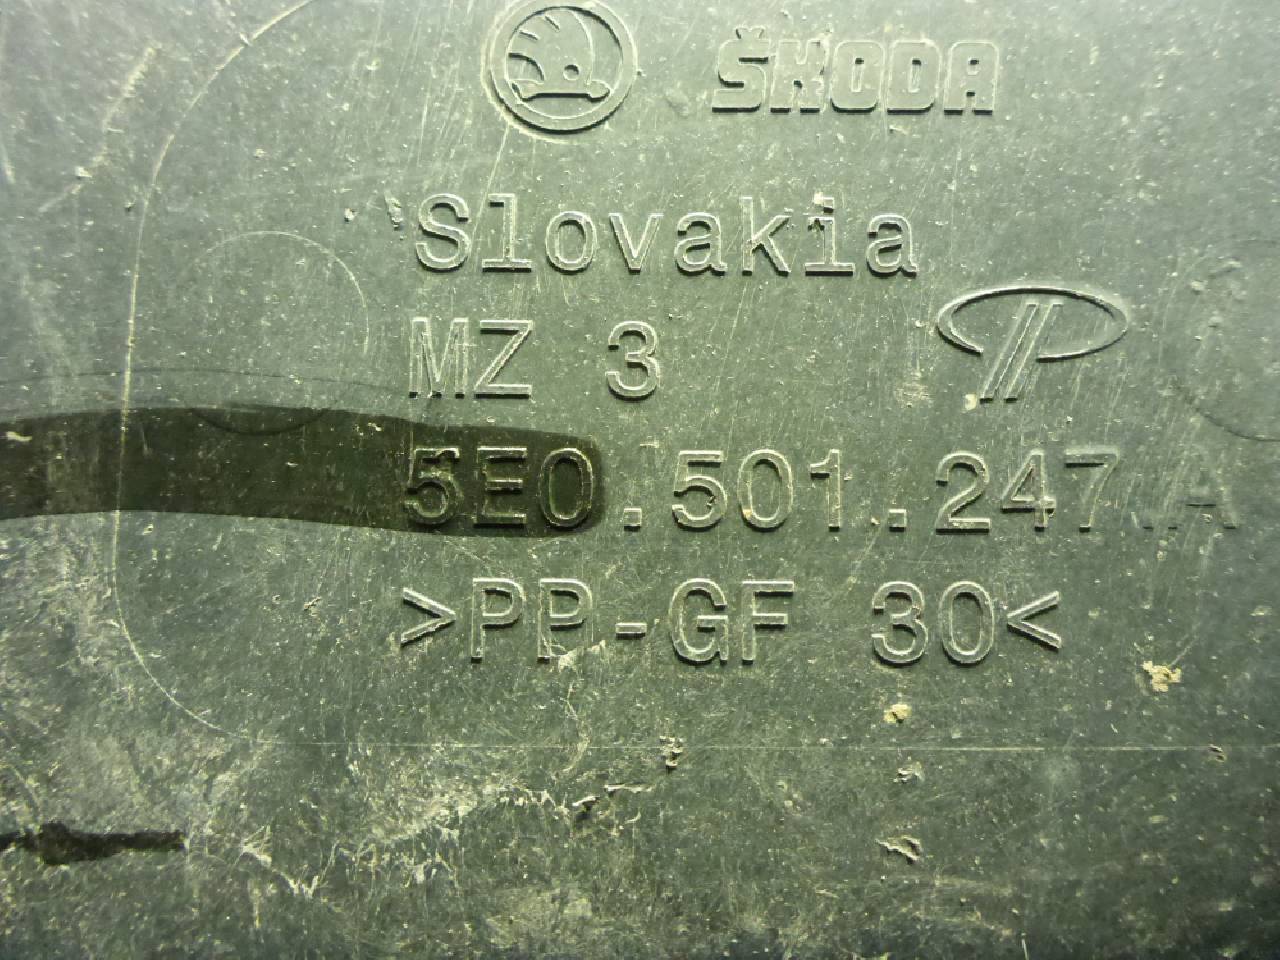 ŠKODA
Slovakia
MZ 3
5E0.501.247.A
>PP-GF 30<